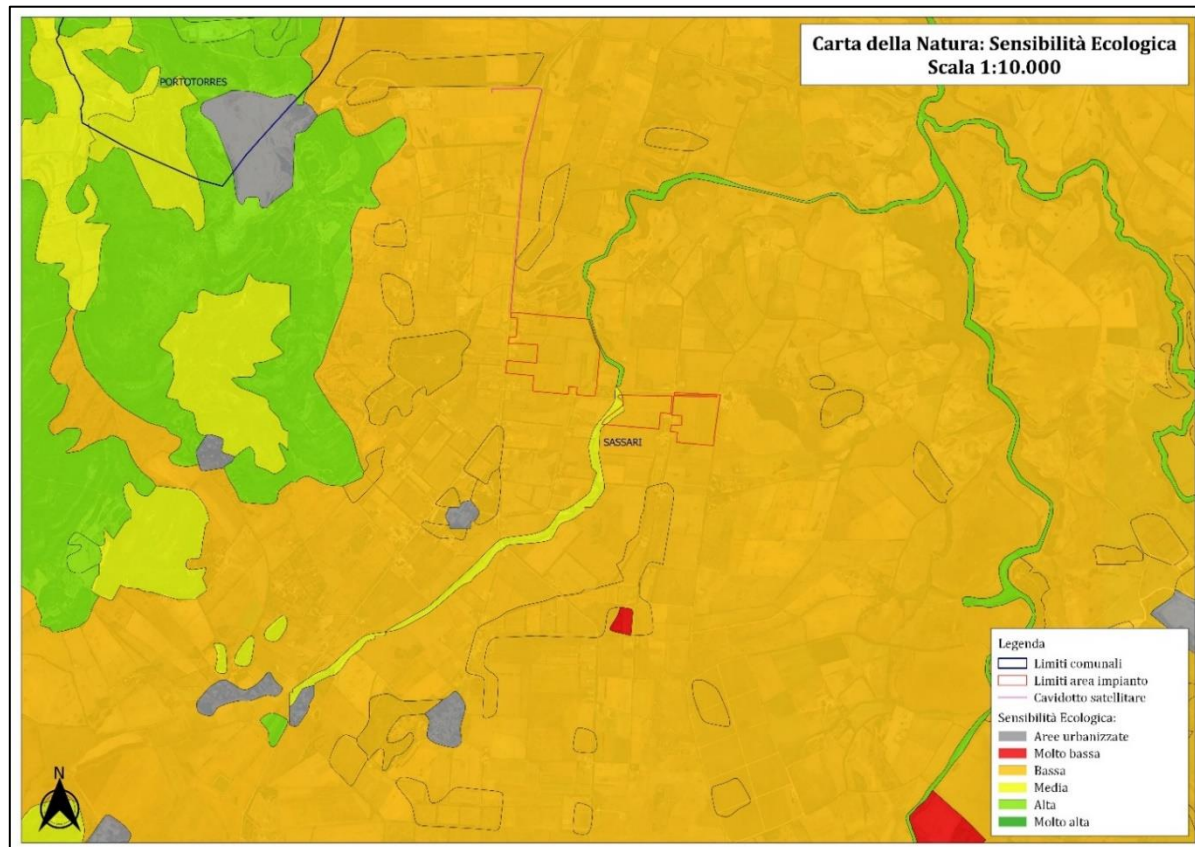 Carta della Natura: Sensibilità Ecologica
Scala 1:10.000
PORTOTORRES
SASSARI
Legenda
Limiti comunali
Limiti area impianto
Cavidotto satellitare
Sensibilità Ecologica:
Aree urbanizzate
Molto bassa
Bassa
Media
Alta
Molto alta
N